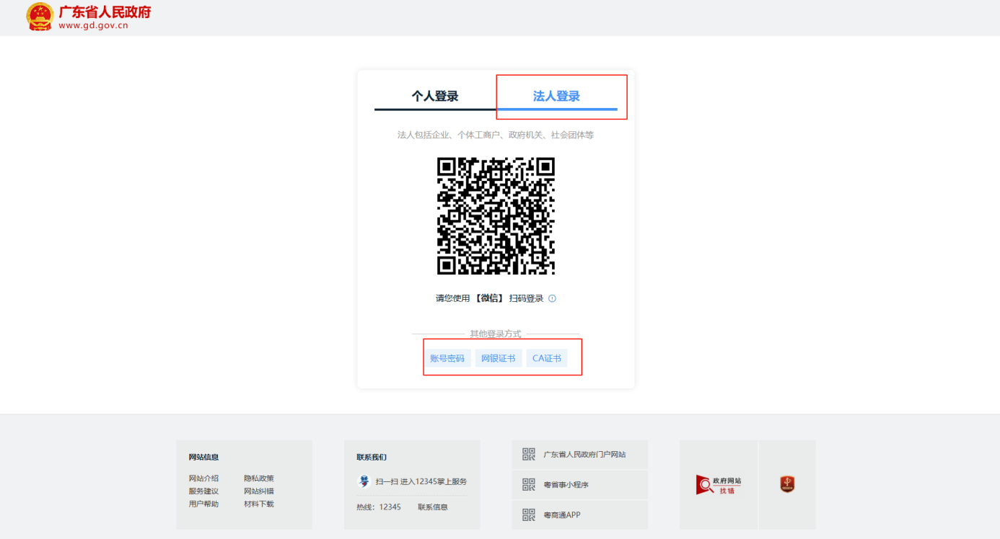 广东省人民政府
www.gd.gov.cn
个人登录 法人登录
法人包括企业、个体工商户、政府机关、社会团体等
请您使用 【微信】 扫码登录
其他登录方式
账号密码 网银证书 CA证书
网站信息
网站介绍 隐私政策
服务建议 网站纠错
用户帮助 材料下载
联系我们
扫一扫 进入12345掌上服务
热线：12345 联系信息
广东省人民政府门户网站
粤省事小程序
粤商通APP
政府网站
找错